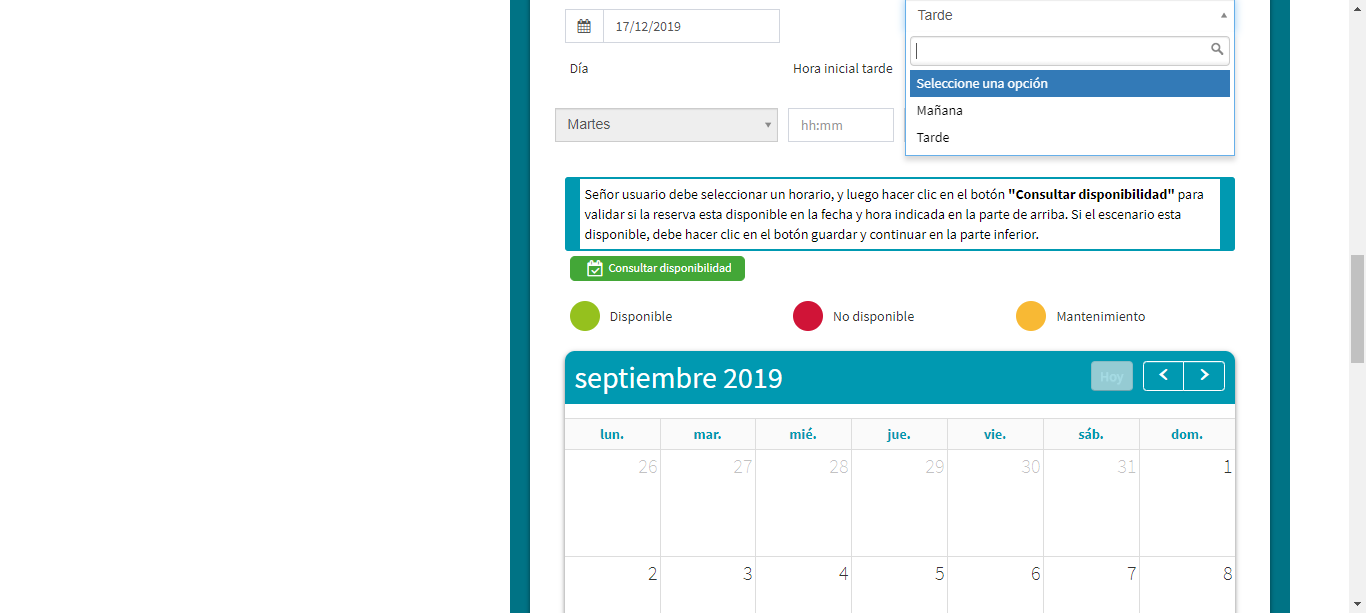 17/12/2019
Tarde
Día
Hora inicial tarde
Seleccione una opción
Mañana
Tarde
Martes
hh:mm
Señor usuario debe seleccionar un horario, y luego hacer clic en el botón "Consultar disponibilidad" para
validar si la reserva esta disponible en la fecha y hora indicada en la parte de arriba. Si el escenario esta
disponible, debe hacer clic en el botón guardar y continuar en la parte inferior.
Consultar disponibilidad
Disponible
No disponible
Mantenimiento
septiembre 2019
Hoy
lun. mar. mié. jue. vie. sáb. dom.
26 27 28 29 30 31 1
2 3 4 5 6 7 8